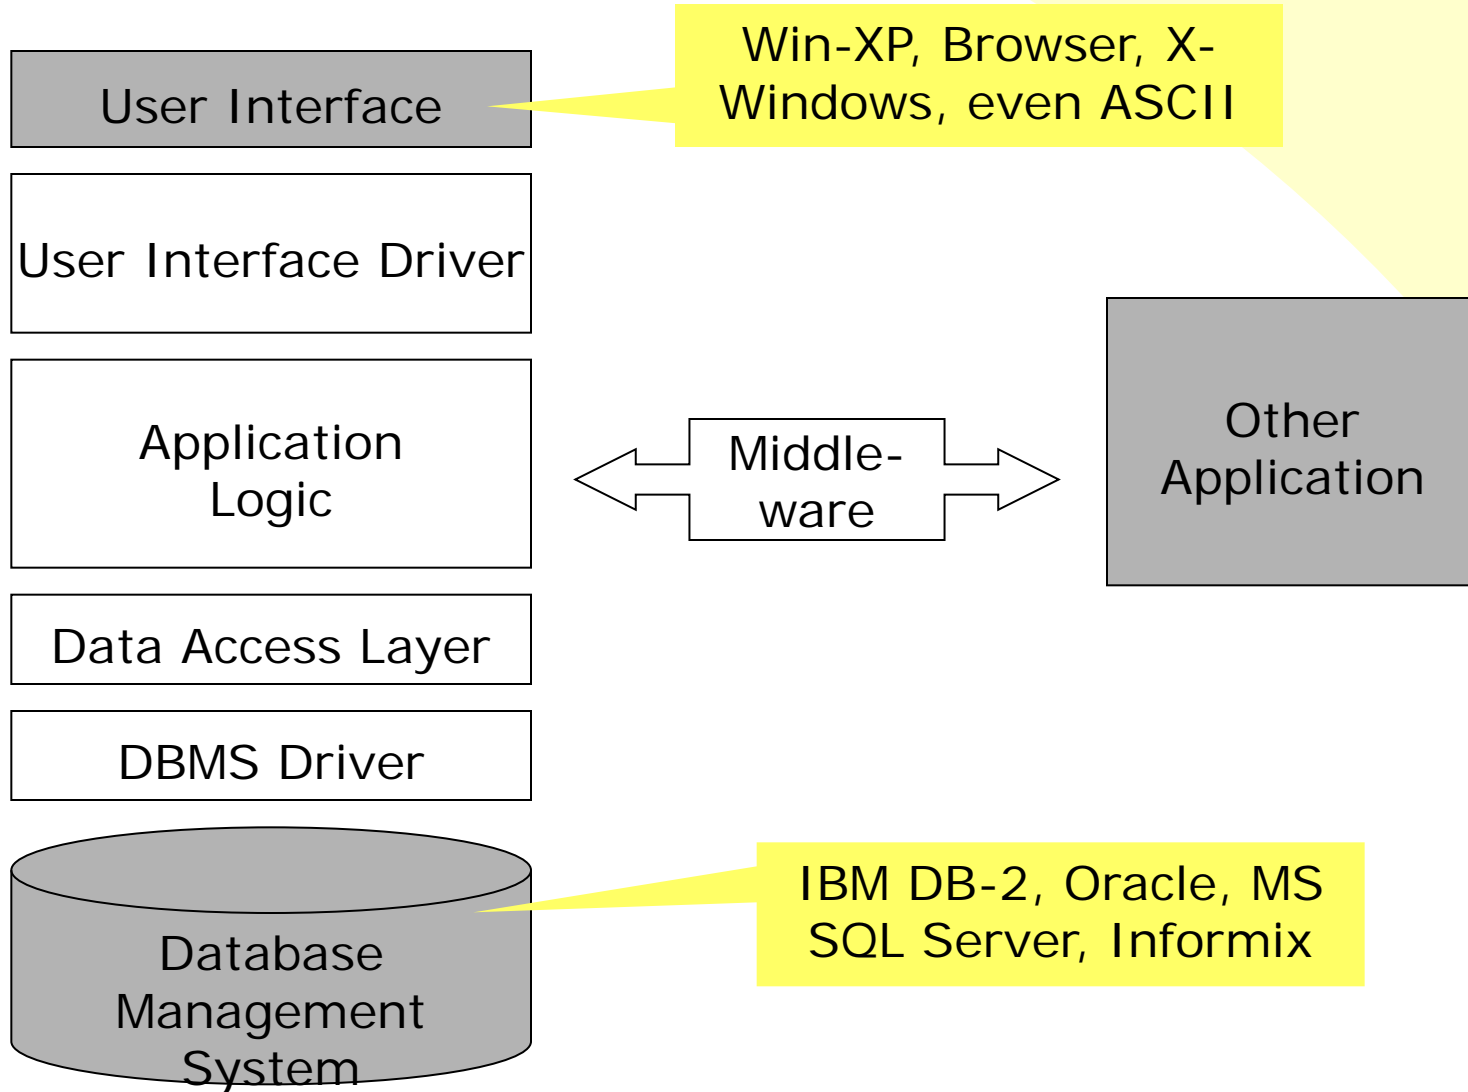 Win-XP, Browser, X-
Windows, even ASCII
User Interface
User Interface Driver
Application
Logic
Middle-
ware
Other
Application
Data Access Layer
DBMS Driver
Database
Management
System
IBM DB-2, Oracle, MS
SQL Server, Informix